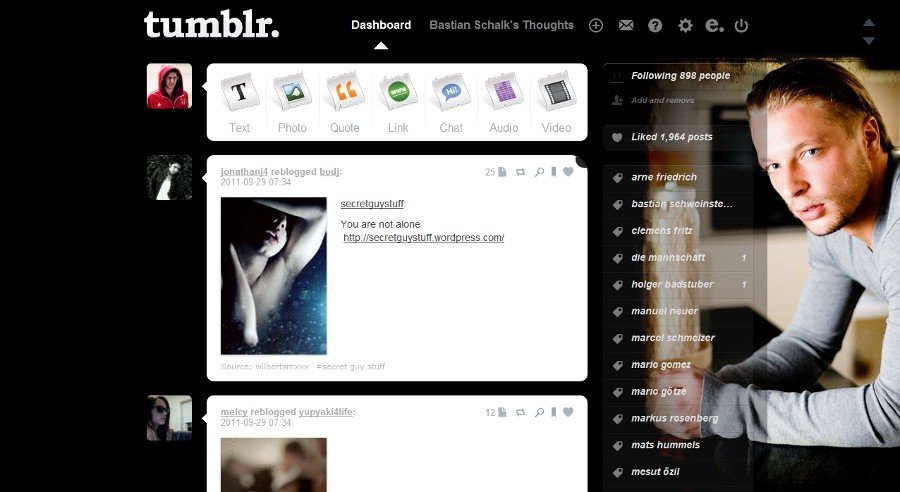 tumblr.
Dashboard
Bastian Schalk's Thoughts
T
www
Hi!
Text
Photo
Quote
Link
Chat
Audio
Video
jonathanj4 reblogged budj:
2011-09-29 07:34
25
secretguystuff:
You are not alone
http://secretguystuff.wordpress.com/
Source: wilbertsmxxx #secret guy stuff
melcy reblogged yupyaki4life:
2011-09-29 07:34
12
Following 898 people
Add and remove
Liked 1,964 posts
arne friedrich
bastian schweinste...
clemens fritz
die mannschaft 1
holger badstuber 1
manuel neuer
marcel schmelzer
mario gomez
mario götze
markus rosenberg
mats hummels
mesut özil